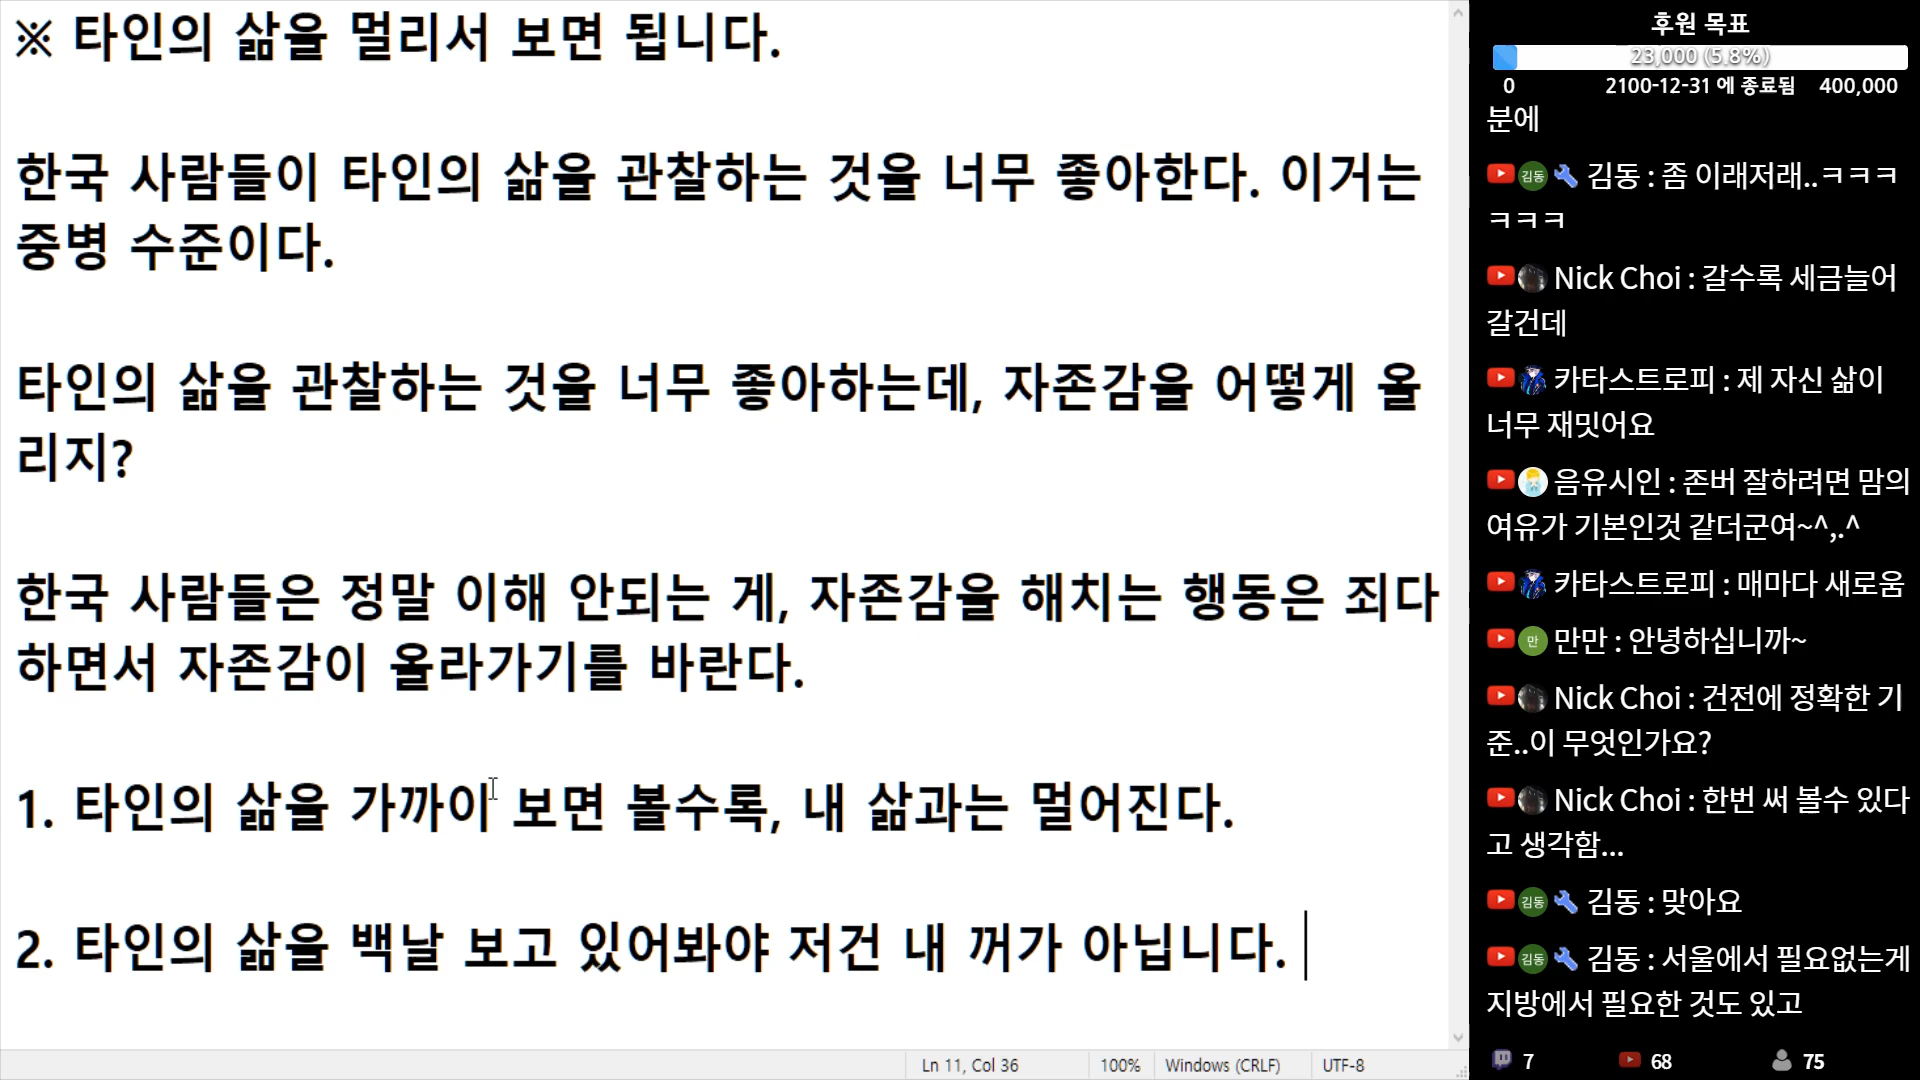 ※ 타인의 삶을 멀리서 보면 됩니다.
한국 사람들이 타인의 삶을 관찰하는 것을 너무 좋아한다. 이거는
중병 수준이다.
타인의 삶을 관찰하는 것을 너무 좋아하는데, 자존감을 어떻게 올
리지?
한국 사람들은 정말 이해 안되는 게, 자존감을 해치는 행동은 죄다
하면서 자존감이 올라가기를 바란다.
1. 타인의 삶을 가까이 보면 볼수록, 내 삶과는 멀어진다.
2. 타인의 삶을 백날 보고 있어봐야 저건 내 꺼가 아닙니다.
Ln 11, Col 36
100%
Windows (CRLF)
UTF-8
후원 목표
23,000 (5.8%)
0 2100-12-31 에 종료됨 400,000
분에
김동 김동 : 좀 이래저래..ㅋㅋㅋ
ㅋㅋㅋ
Nick Choi : 갈수록 세금늘어
갈건데
카타스트로피 : 제 자신 삶이
너무 재밋어요
음유시인 : 존버 잘하려면 맘의
여유가 기본인것 같더군여~^,.^
카타스트로피 : 매마다 새로움
만 만만 : 안녕하십니까~
Nick Choi : 건전에 정확한 기
준..이 무엇인가요?
Nick Choi : 한번 써 볼수 있다
고 생각함...
김동 김동 : 맞아요
김동 김동 : 서울에서 필요없는게
지방에서 필요한 것도 있고
7 68 75